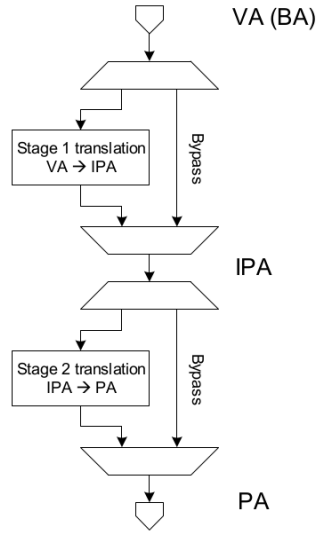 VA (BA)
Stage 1 translation
VA → IPA
Bypass
IPA
Stage 2 translation
IPA → PA
Bypass
PA